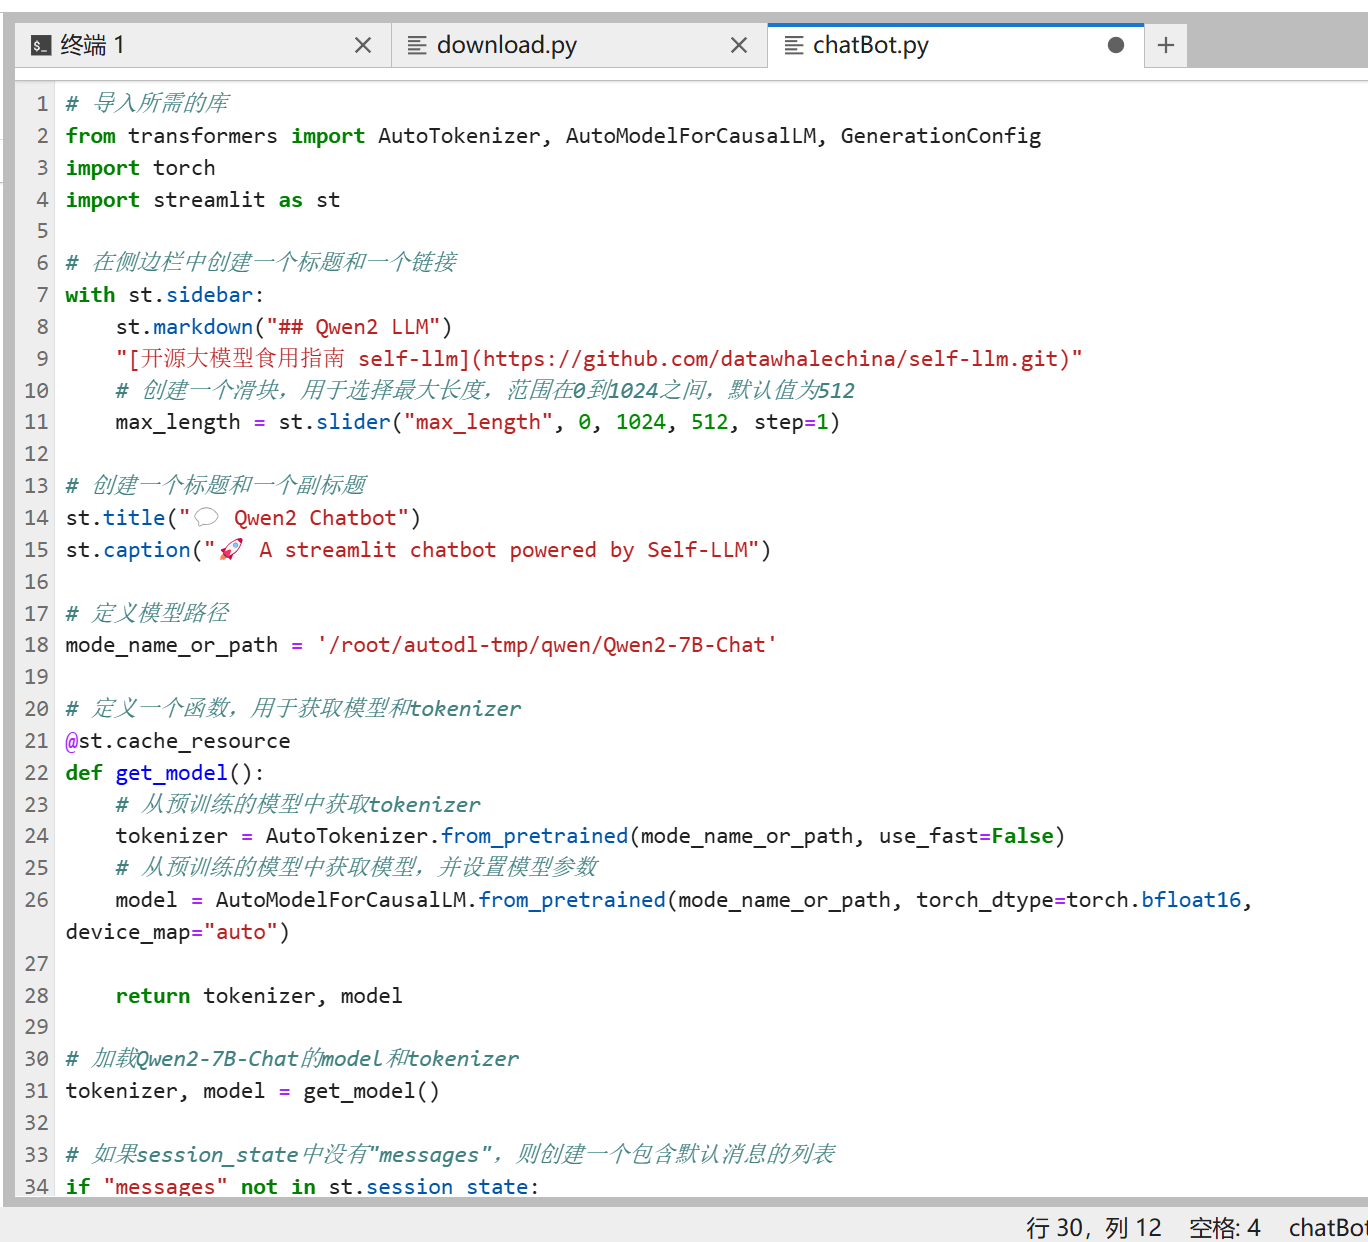 终端 1
download.py
chatBot.py
1 # 导入所需的库
2 from transformers import AutoTokenizer, AutoModelForCausalLM, GenerationConfig
3 import torch
4 import streamlit as st
5
6 # 在侧边栏中创建一个标题和一个链接
7 with st.sidebar:
8     st.markdown("## Qwen2 LLM")
9     "[开源大模型食用指南 self-llm](https://github.com/datawhalechina/self-llm.git)"
10     # 创建一个滑块，用于选择最大长度，范围在0到1024之间，默认值为512
11     max_length = st.slider("max_length", 0, 1024, 512, step=1)
12
13 # 创建一个标题和一个副标题
14 st.title("💬 Qwen2 Chatbot")
15 st.caption("🚀 A streamlit chatbot powered by Self-LLM")
16
17 # 定义模型路径
18 mode_name_or_path = '/root/autodl-tmp/qwen/Qwen2-7B-Chat'
19
20 # 定义一个函数，用于获取模型和tokenizer
21 @st.cache_resource
22 def get_model():
23     # 从预训练的模型中获取tokenizer
24     tokenizer = AutoTokenizer.from_pretrained(mode_name_or_path, use_fast=False)
25     # 从预训练的模型中获取模型，并设置模型参数
26     model = AutoModelForCausalLM.from_pretrained(mode_name_or_path, torch_dtype=torch.bfloat16,
device_map="auto")
27
28     return tokenizer, model
29
30 # 加载Qwen2-7B-Chat的model和tokenizer
31 tokenizer, model = get_model()
32
33 # 如果session_state中没有"messages"，则创建一个包含默认消息的列表
34 if "messages" not in st.session_state:
行 30，列 12 空格: 4 chatBot